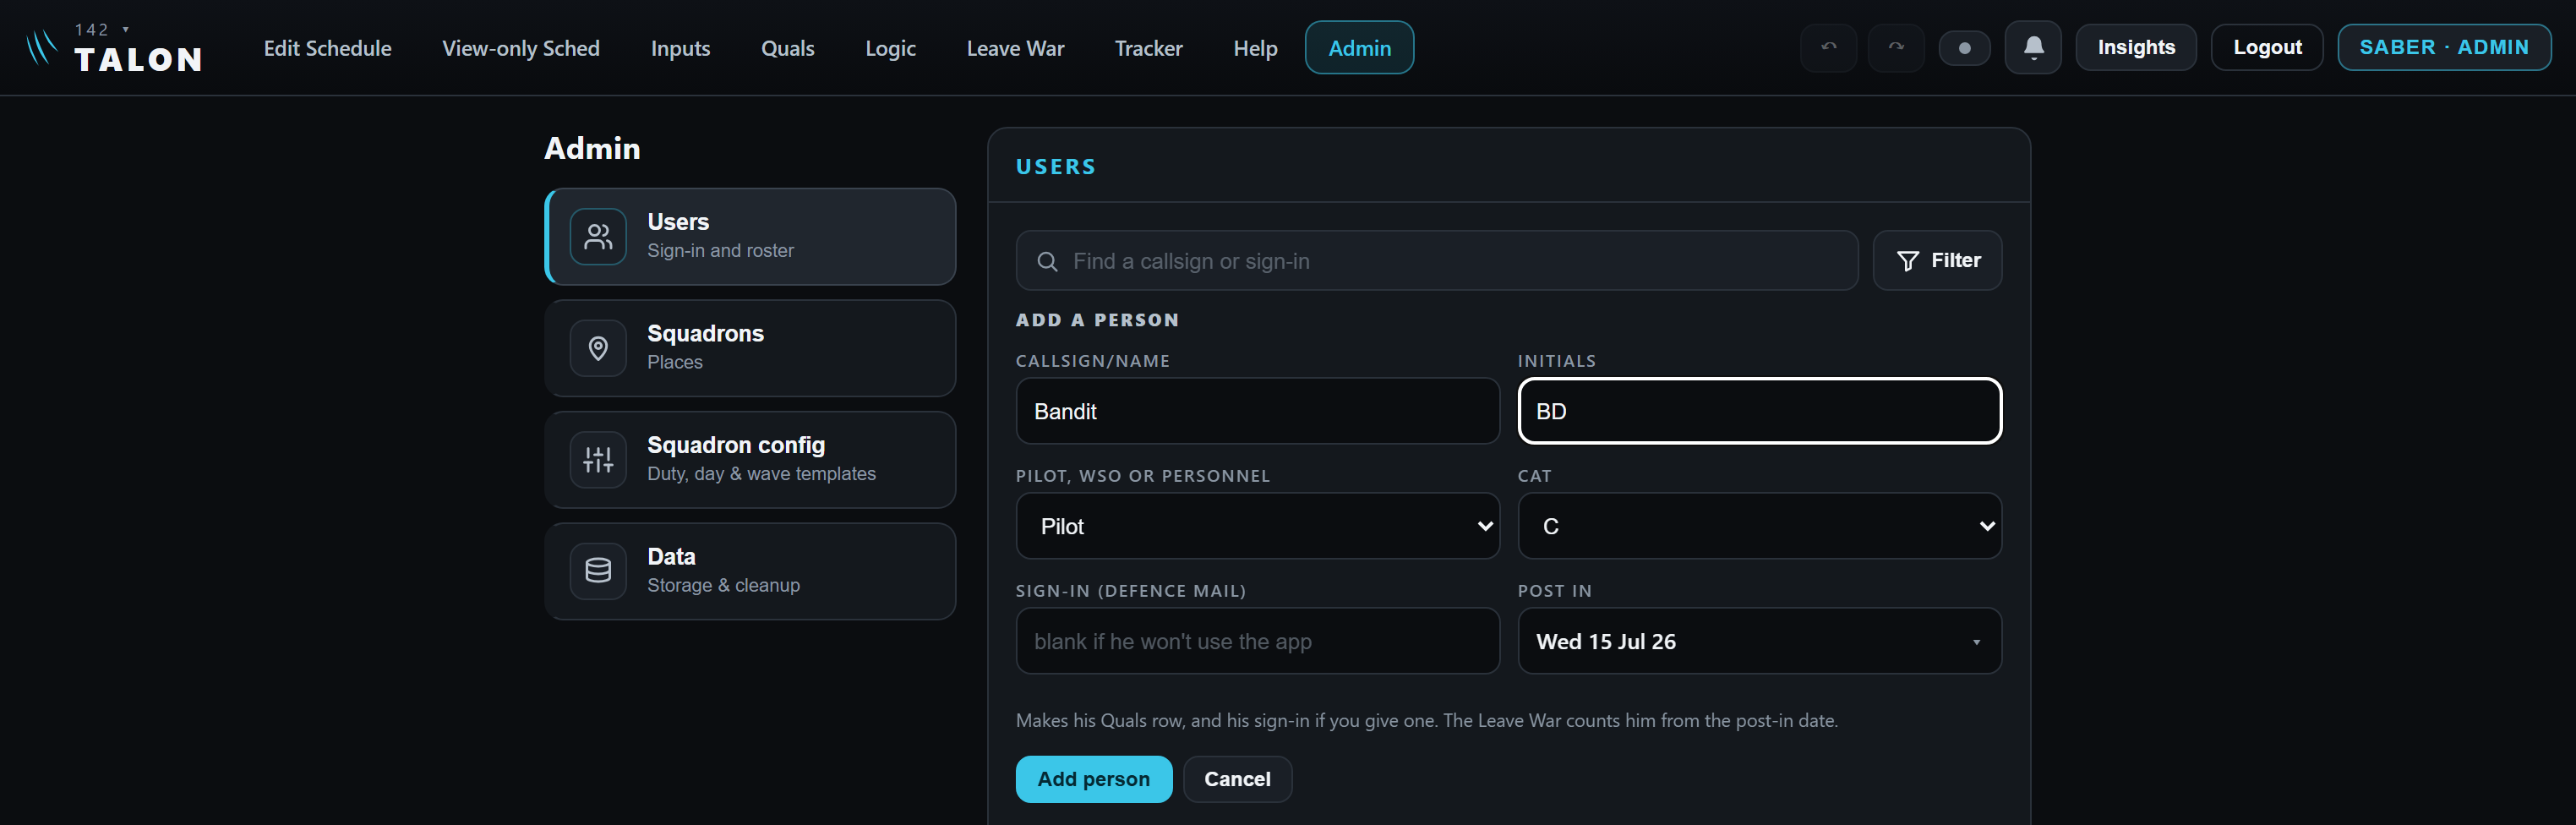 142 ▾
TALON
Edit Schedule
View-only Sched
Inputs
Quals
Logic
Leave War
Tracker
Help
Admin
Insights
Logout
SABER · ADMIN
Admin
Users
Sign-in and roster
Squadrons
Places
Squadron config
Duty, day & wave templates
Data
Storage & cleanup
USERS
Find a callsign or sign-in
Filter
ADD A PERSON
CALLSIGN/NAME
INITIALS
Bandit
BD
PILOT, WSO OR PERSONNEL
CAT
Pilot
C
SIGN-IN (DEFENCE MAIL)
POST IN
blank if he won't use the app
Wed 15 Jul 26
Makes his Quals row, and his sign-in if you give one. The Leave War counts him from the post-in date.
Add person
Cancel